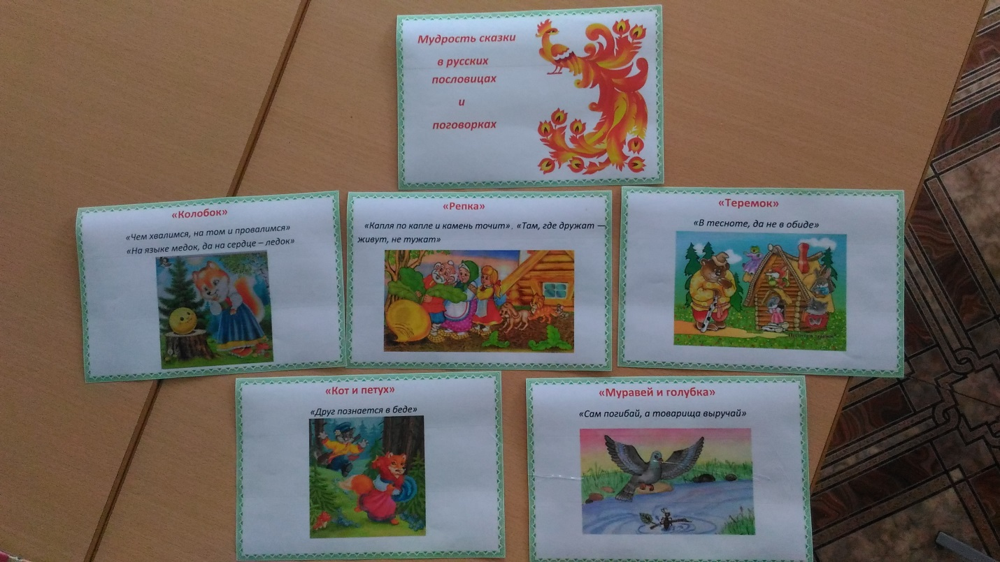 Мудрость сказки
в русских
пословицах
и
поговорках
«Колобок»
«Чем хвалимся, на том и провалимся»
«На языке медок, да на сердце – ледок»
«Репка»
«Капля по капле и камень точит». «Там, где дружат —
живут, не тужат»
«Теремок»
«В тесноте, да не в обиде»
«Кот и петух»
«Друг познается в беде»
«Муравей и голубка»
«Сам погибай, а товарища выручай»